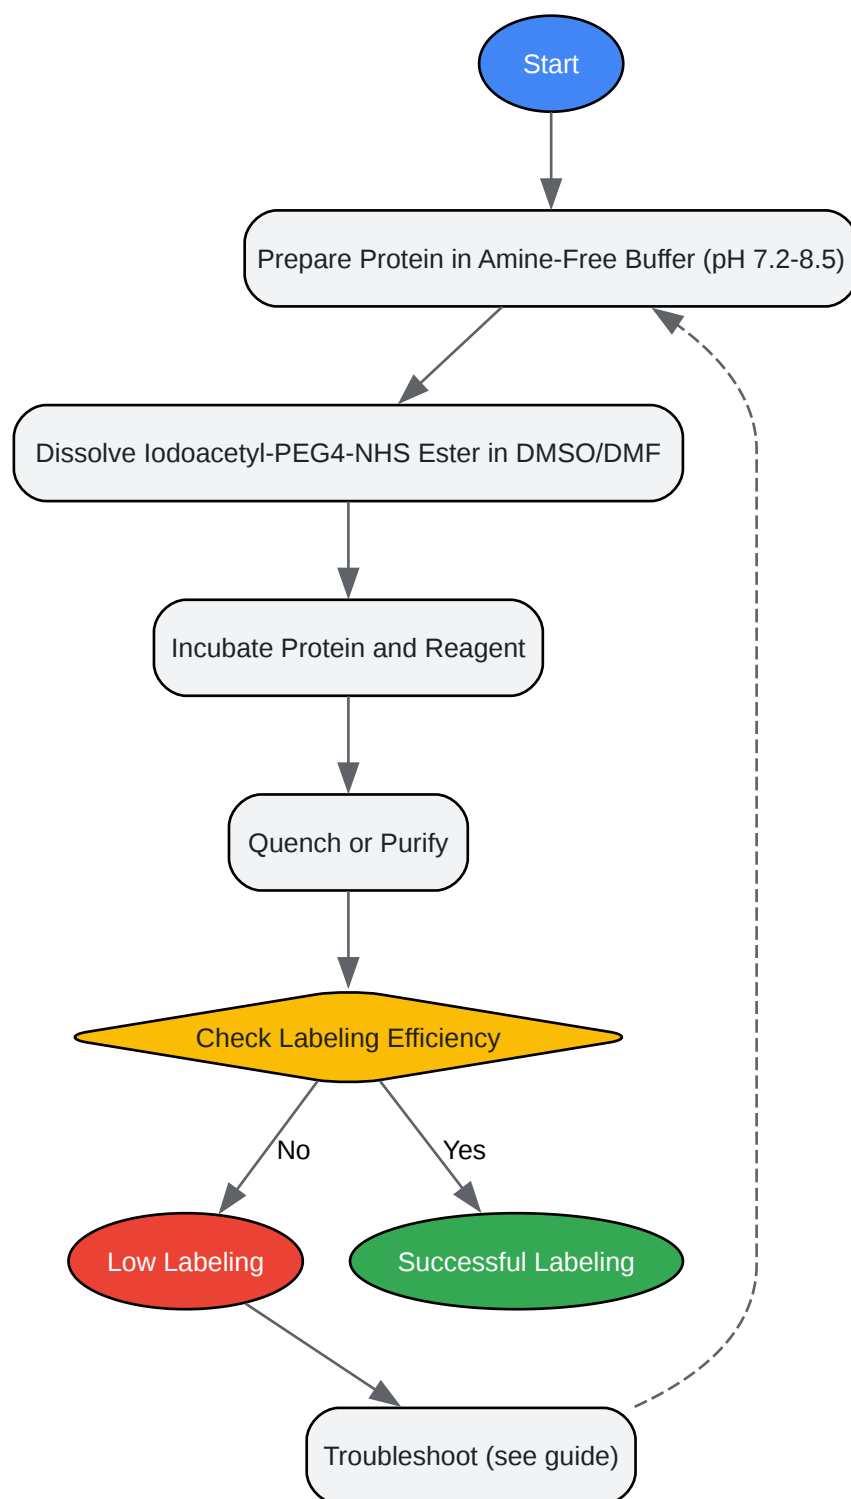 Start
Prepare Protein in Amine-Free Buffer (pH 7.2-8.5)
Dissolve Iodoacetyl-PEG4-NHS Ester in DMSO/DMF
Incubate Protein and Reagent
Quench or Purify
Check Labeling Efficiency
No
Yes
Low Labeling
Successful Labeling
Troubleshoot (see guide)